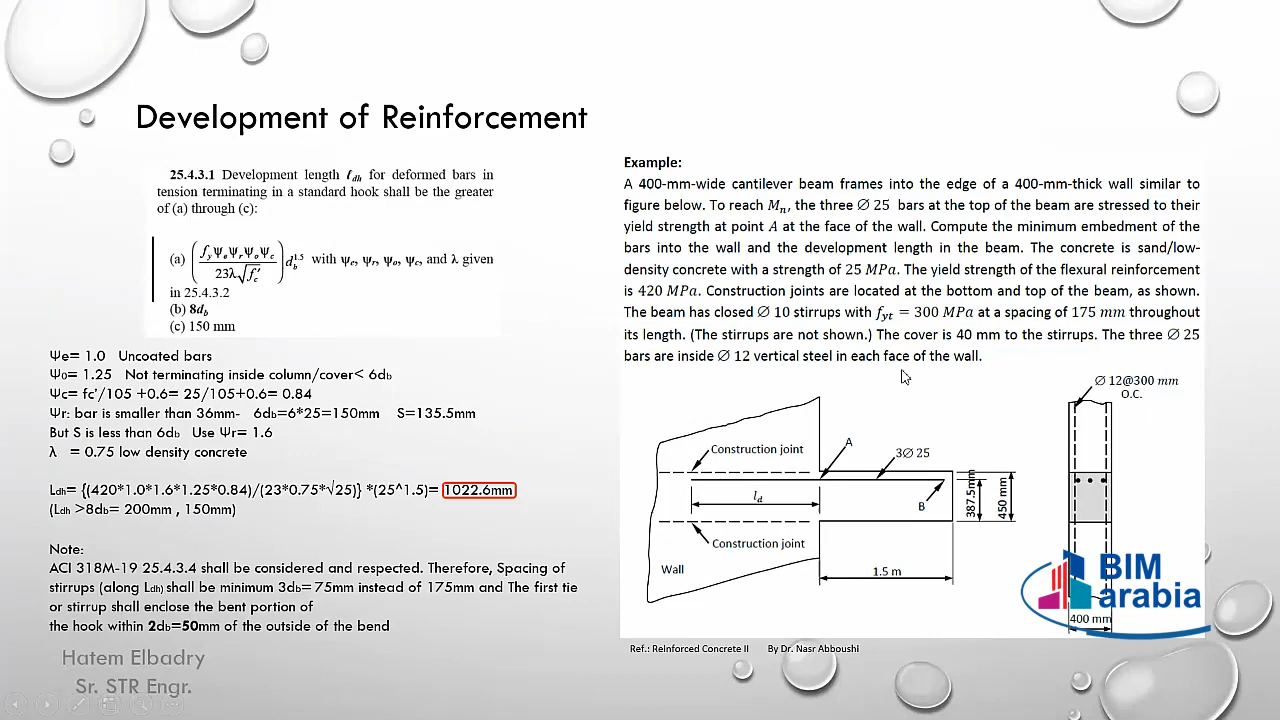 Development of Reinforcement
25.4.3.1 Development length ℓdh for deformed bars in
tension terminating in a standard hook shall be the greater
of (a) through (c):
(a) (fyΨeΨrΨoΨc / 23λ√fc′) db^1.5 with Ψe, Ψr, Ψo, Ψc, and λ given
in 25.4.3.2
(b) 8db
(c) 150 mm
Ψe= 1.0 Uncoated bars
Ψo= 1.25 Not terminating inside column/cover< 6db
Ψc= fc'/105 +0.6= 25/105+0.6= 0.84
Ψr: bar is smaller than 36mm- 6db=6*25=150mm S=135.5mm
But S is less than 6db Use Ψr= 1.6
λ = 0.75 low density concrete
Ldh= {(420*1.0*1.6*1.25*0.84)/(23*0.75*√25)} *(25^1.5)= 1022.6mm
(Ldh >8db= 200mm , 150mm)
Note:
ACI 318M-19 25.4.3.4 shall be considered and respected. Therefore, Spacing of
stirrups (along Ldh) shall be minimum 3db= 75mm instead of 175mm and The first tie
or stirrup shall enclose the bent portion of
the hook within 2db=50mm of the outside of the bend
Hatem Elbadry
Sr. STR Engr.
Example:
A 400-mm-wide cantilever beam frames into the edge of a 400-mm-thick wall similar to
figure below. To reach Mn, the three ∅ 25 bars at the top of the beam are stressed to their
yield strength at point A at the face of the wall. Compute the minimum embedment of the
bars into the wall and the development length in the beam. The concrete is sand/low-
density concrete with a strength of 25 MPa. The yield strength of the flexural reinforcement
is 420 MPa. Construction joints are located at the bottom and top of the beam, as shown.
The beam has closed ∅ 10 stirrups with fyt = 300 MPa at a spacing of 175 mm throughout
its length. (The stirrups are not shown.) The cover is 40 mm to the stirrups. The three ∅ 25
bars are inside ∅ 12 vertical steel in each face of the wall.
∅ 12@300 mm
O.C.
Construction joint
A
3∅ 25
ld
B
387.5mm
450 mm
Construction joint
Wall
1.5 m
BIM
arabia
400 mm
Ref.: Reinforced Concrete II By Dr. Nasr Abboushi